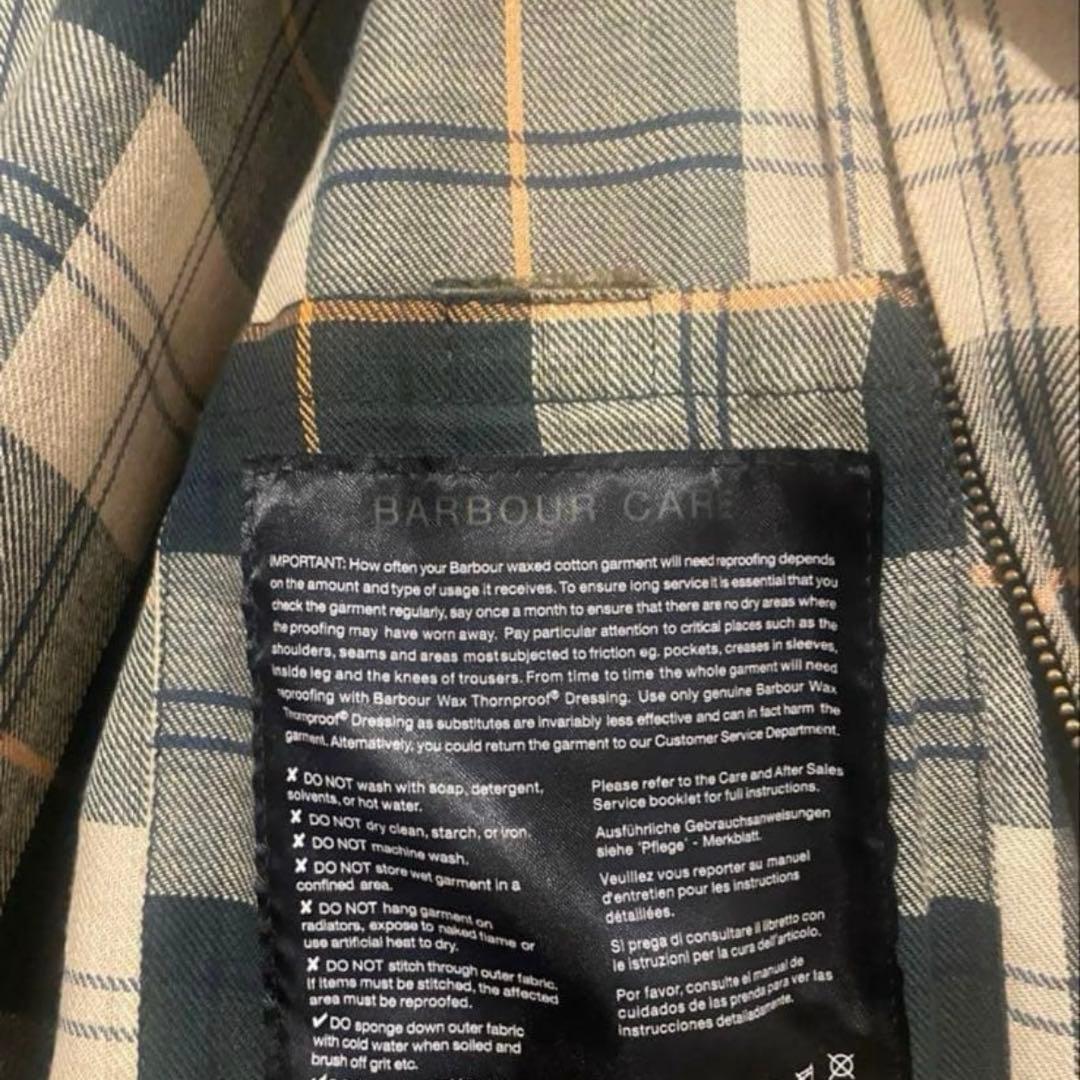 BARBOUR CARE
IMPORTANT: How often your Barbour waxed cotton garment will need reproofing depends
on the amount and type of usage it receives. To ensure long service it is essential that you
check the garment regularly, say once a month to ensure that there are no dry areas where
the proofing may have worn away. Pay particular attention to critical places such as the
shoulders, seams and areas most subjected to friction eg. pockets, creases in sleeves,
inside leg and the knees of trousers. From time to time the whole garment will need
reproofing with Barbour Wax Thornproof® Dressing. Use only genuine Barbour Wax
Thornproof® Dressing as substitutes are invariably less effective and can in fact harm the
garment. Alternatively, you could return the garment to our Customer Service Department.
✗ DO NOT wash with soap, detergent,
solvents, or hot water.
✗ DO NOT dry clean, starch, or iron.
✗ DO NOT machine wash.
✗ DO NOT store wet garment in a
confined area.
✗ DO NOT hang garment on
radiators, expose to naked flame or
use artificial heat to dry.
✗ DO NOT stitch through outer fabric.
If items must be stitched, the affected
area must be reproofed.
✓ DO sponge down outer fabric
with cold water when soiled and
brush off grit etc.
Please refer to the Care and After Sales
Service booklet for full instructions.
Ausführliche Gebrauchsanweisungen
siehe 'Pflege' - Merkblatt.
Veuillez vous reporter au manuel
d'entretien pour les instructions
détaillées.
Si prega di consultare il libretto con
le istruzioni per la cura dell'articolo.
Por favor, consulte el manual de
cuidados de las prenda para ver las
instrucciones detalladamente.